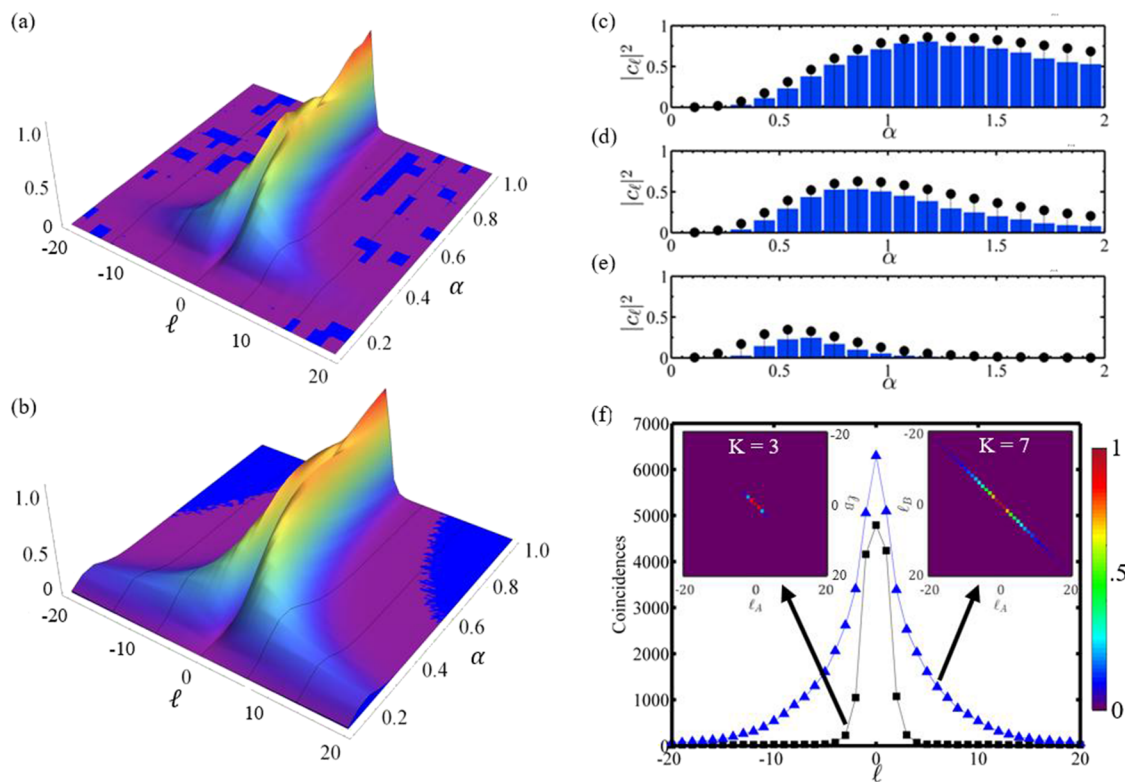 (a)
1.0
0.5
0
-20
-10
0
10
20
ℓ
0.2
0.4
0.6
0.8
1.0
α
(b)
1.0
0.5
0
-20
-10
0
10
20
ℓ
0.2
0.4
0.6
0.8
1.0
α
(c)
|cℓ|²
1
0.5
0
0 0.5 1 1.5 2
α
(d)
|cℓ|²
1
0.5
0
0 0.5 1 1.5 2
α
(e)
|cℓ|²
1
0.5
0
0 0.5 1 1.5 2
α
(f)
Coincidences
7000
6000
5000
4000
3000
2000
1000
0
-20 -10 0 10 20
ℓ
K = 3
-20
0
20
ℓB
-20 0 20
ℓA
K = 7
-20
0
20
ℓB
-20 0 20
ℓA
1
.5
0